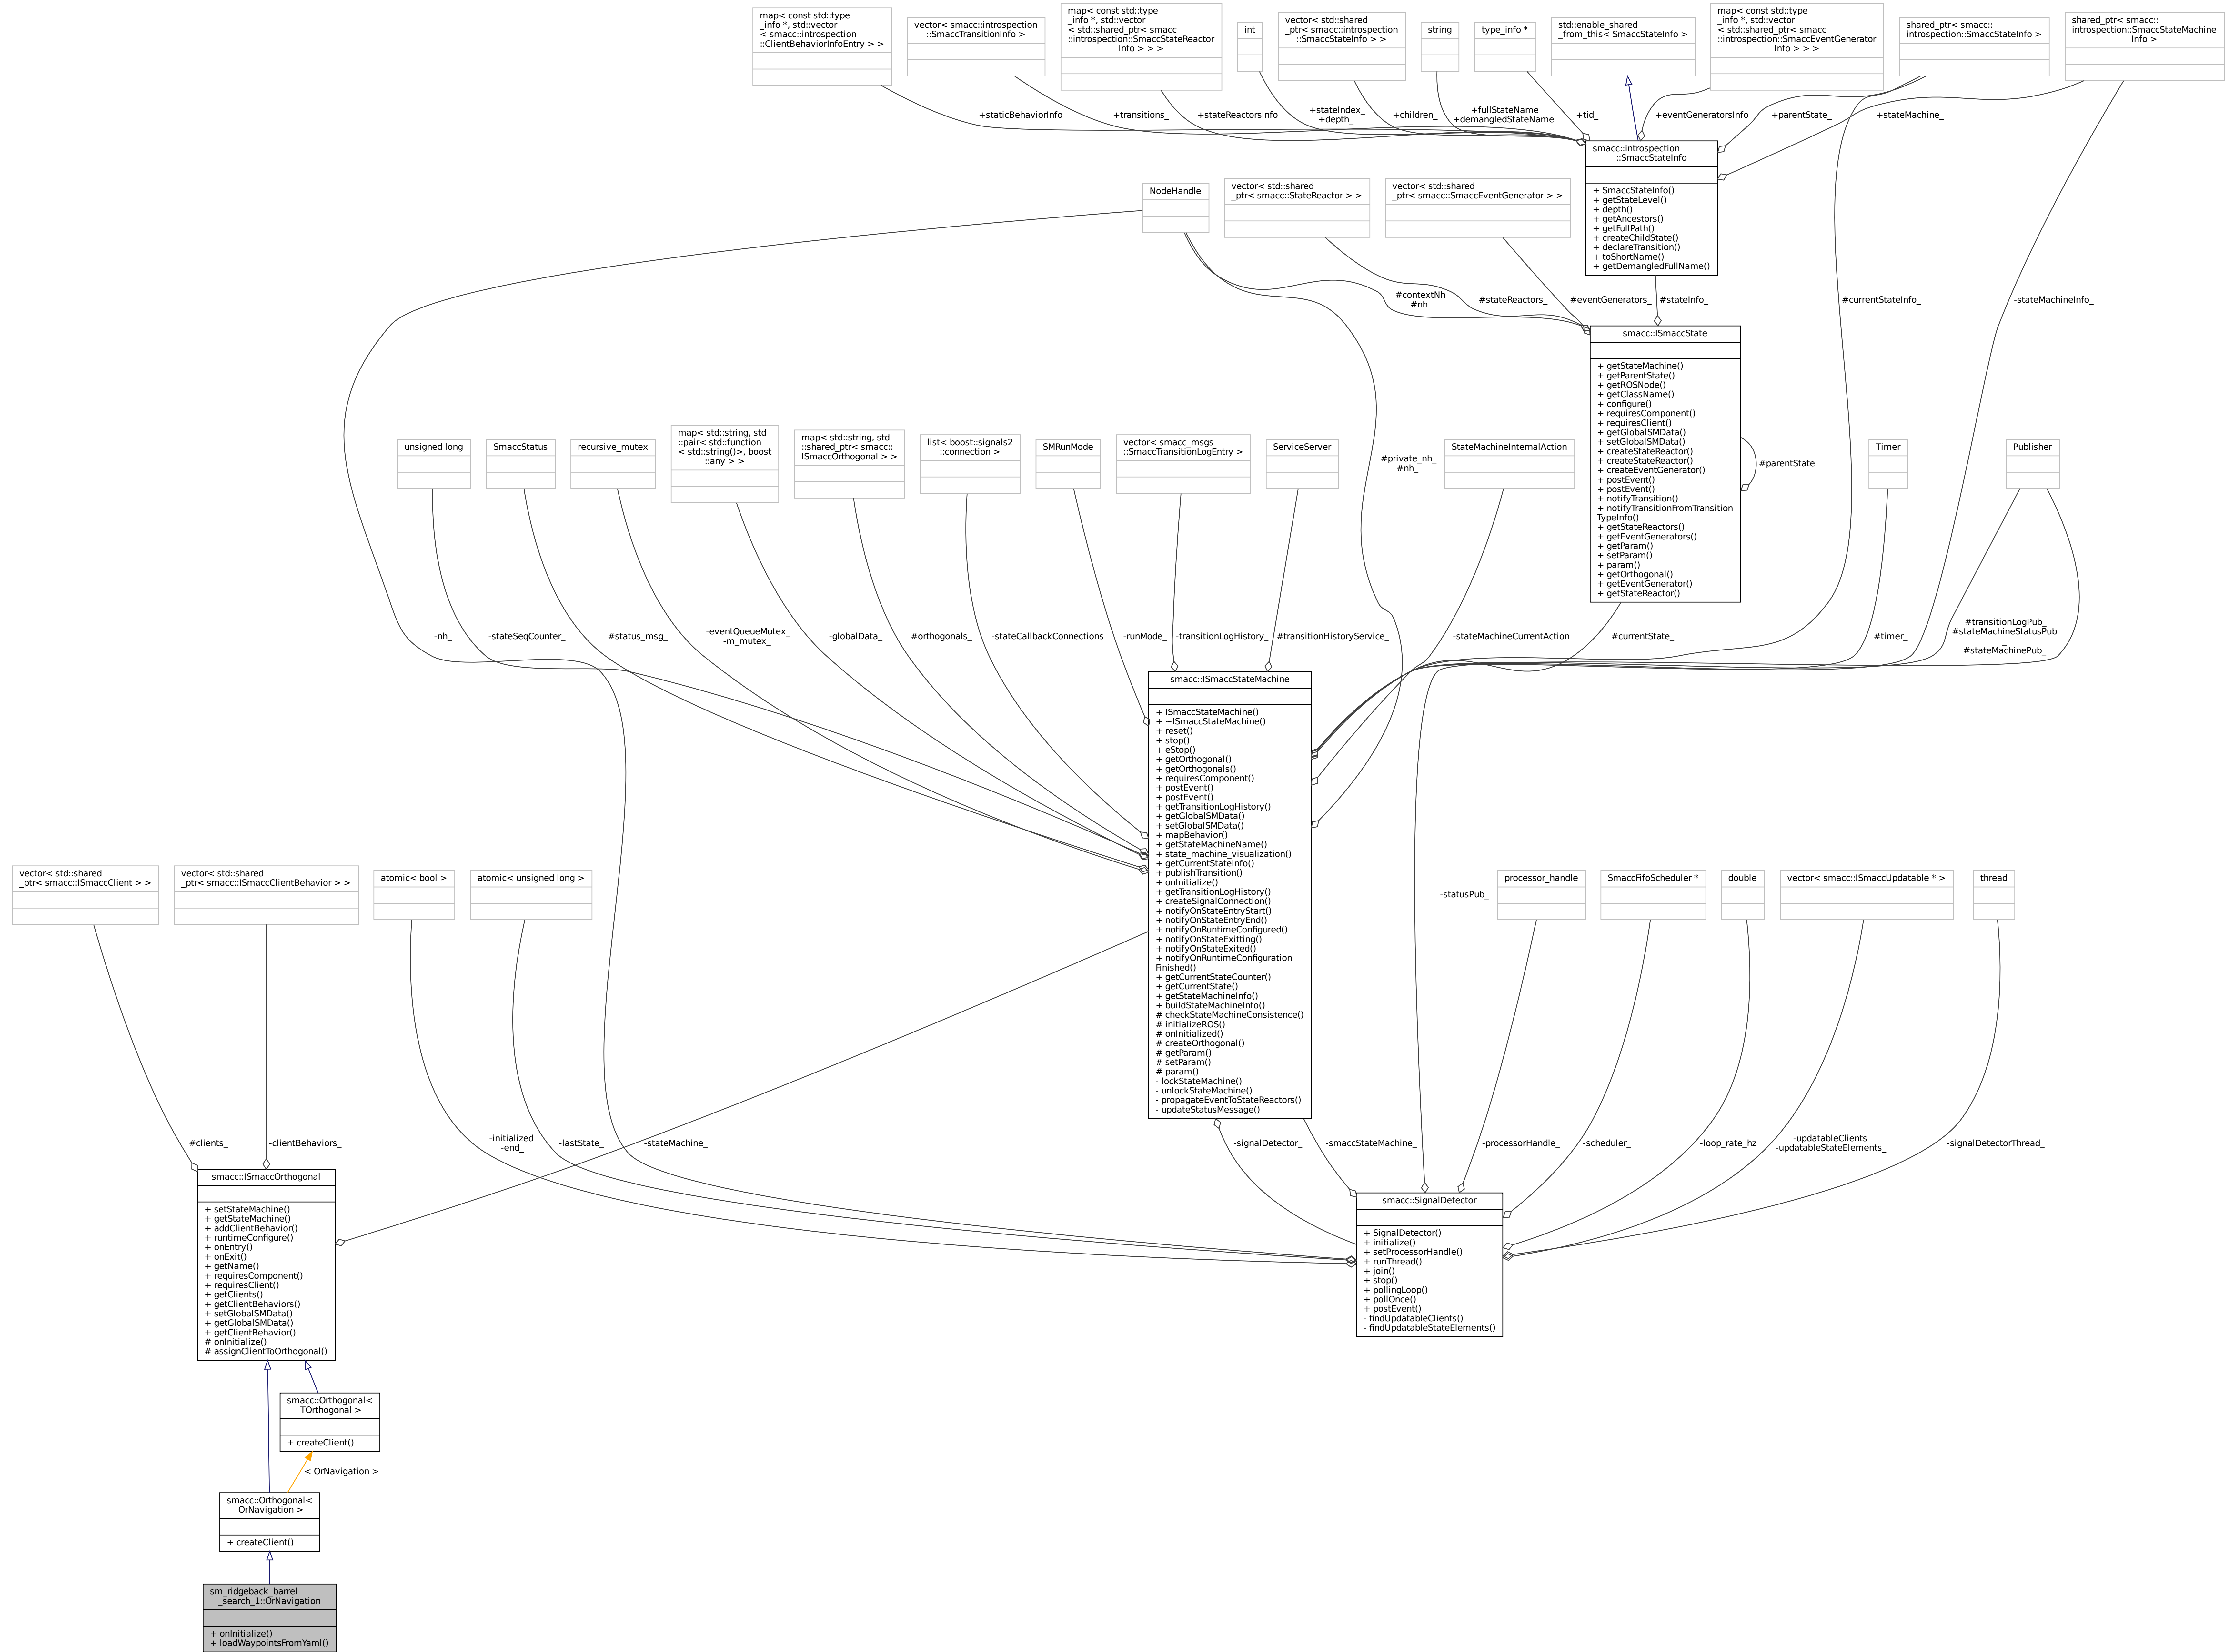 map< const std::type
_info *, std::vector
< smacc::introspection
::ClientBehaviorInfoEntry > >
vector< smacc::introspection
::SmaccTransitionInfo >
map< const std::type
_info *, std::vector
< std::shared_ptr< smacc
::introspection::SmaccStateReactor
Info > > >
int
vector< std::shared
_ptr< smacc::introspection
::SmaccStateInfo > >
string
type_info *
std::enable_shared
_from_this< SmaccStateInfo >
map< const std::type
_info *, std::vector
< std::shared_ptr< smacc
::introspection::SmaccEventGenerator
Info > > >
shared_ptr< smacc::
introspection::SmaccStateInfo >
shared_ptr< smacc::
introspection::SmaccStateMachine
Info >
+staticBehaviorInfo
+transitions_
+stateReactorsInfo
+stateIndex_
+depth_
+children_
+fullStateName
+demangledStateName
+tid_
+eventGeneratorsInfo
+parentState_
+stateMachine_
smacc::introspection
::SmaccStateInfo
+ SmaccStateInfo()
+ getStateLevel()
+ depth()
+ getAncestors()
+ getFullPath()
+ createChildState()
+ declareTransition()
+ toShortName()
+ getDemangledFullName()
NodeHandle
vector< std::shared
_ptr< smacc::StateReactor > >
vector< std::shared
_ptr< smacc::SmaccEventGenerator > >
#contextNh
#nh
#stateReactors_
#eventGenerators_
#stateInfo_
#currentStateInfo_
-stateMachineInfo_
smacc::ISmaccState
+ getStateMachine()
+ getParentState()
+ getROSNode()
+ getClassName()
+ configure()
+ requiresComponent()
+ requiresClient()
+ getGlobalSMData()
+ setGlobalSMData()
+ createStateReactor()
+ createStateReactor()
+ createEventGenerator()
+ postEvent()
+ postEvent()
+ notifyTransition()
+ notifyTransitionFromTransition
TypeInfo()
+ getStateReactors()
+ getEventGenerators()
+ getParam()
+ setParam()
+ param()
+ getOrthogonal()
+ getEventGenerator()
+ getStateReactor()
#parentState_
unsigned long
SmaccStatus
recursive_mutex
map< std::string, std
::pair< std::function
< std::string()>, boost
::any > >
map< std::string, std
::shared_ptr< smacc::
ISmaccOrthogonal > >
list< boost::signals2
::connection >
SMRunMode
vector< smacc_msgs
::SmaccTransitionLogEntry >
ServiceServer
#private_nh_
#nh_
StateMachineInternalAction
Timer
Publisher
-nh_
-stateSeqCounter_
#status_msg_
-eventQueueMutex_
-m_mutex_
-globalData_
#orthogonals_
-stateCallbackConnections
-runMode_
-transitionLogHistory_
#transitionHistoryService_
-stateMachineCurrentAction
#currentState_
#timer_
#transitionLogPub_
#stateMachineStatusPub
_
#stateMachinePub_
smacc::ISmaccStateMachine
+ ISmaccStateMachine()
+ ~ISmaccStateMachine()
+ reset()
+ stop()
+ eStop()
+ getOrthogonal()
+ getOrthogonals()
+ requiresComponent()
+ postEvent()
+ postEvent()
+ getTransitionLogHistory()
+ getGlobalSMData()
+ setGlobalSMData()
+ mapBehavior()
+ getStateMachineName()
+ state_machine_visualization()
+ getCurrentStateInfo()
+ publishTransition()
+ onInitialize()
+ getTransitionLogHistory()
+ createSignalConnection()
+ notifyOnStateEntryStart()
+ notifyOnStateEntryEnd()
+ notifyOnRuntimeConfigured()
+ notifyOnStateExitting()
+ notifyOnStateExited()
+ notifyOnRuntimeConfiguration
Finished()
+ getCurrentStateCounter()
+ getCurrentState()
+ getStateMachineInfo()
+ buildStateMachineInfo()
# checkStateMachineConsistence()
# initializeROS()
# onInitialized()
# createOrthogonal()
# getParam()
# setParam()
# param()
- lockStateMachine()
- unlockStateMachine()
- propagateEventToStateReactors()
- updateStatusMessage()
vector< std::shared
_ptr< smacc::ISmaccClient > >
vector< std::shared
_ptr< smacc::ISmaccClientBehavior > >
atomic< bool >
atomic< unsigned long >
-statusPub_
processor_handle
SmaccFifoScheduler *
double
vector< smacc::ISmaccUpdatable * >
thread
#clients_
-clientBehaviors_
-initialized_
-end_
-lastState_
-stateMachine_
-signalDetector_
-smaccStateMachine_
-processorHandle_
-scheduler_
-loop_rate_hz
-updatableClients_
-updatableStateElements_
-signalDetectorThread_
smacc::ISmaccOrthogonal
+ setStateMachine()
+ getStateMachine()
+ addClientBehavior()
+ runtimeConfigure()
+ onEntry()
+ onExit()
+ getName()
+ requiresComponent()
+ requiresClient()
+ getClients()
+ getClientBehaviors()
+ setGlobalSMData()
+ getGlobalSMData()
+ getClientBehavior()
# onInitialize()
# assignClientToOrthogonal()
smacc::SignalDetector
+ SignalDetector()
+ initialize()
+ setProcessorHandle()
+ runThread()
+ join()
+ stop()
+ pollingLoop()
+ pollOnce()
+ postEvent()
- findUpdatableClients()
- findUpdatableStateElements()
smacc::Orthogonal<
TOrthogonal >
+ createClient()
< OrNavigation >
smacc::Orthogonal<
OrNavigation >
+ createClient()
sm_ridgeback_barrel
_search_1::OrNavigation
+ onInitialize()
+ loadWaypointsFromYaml()